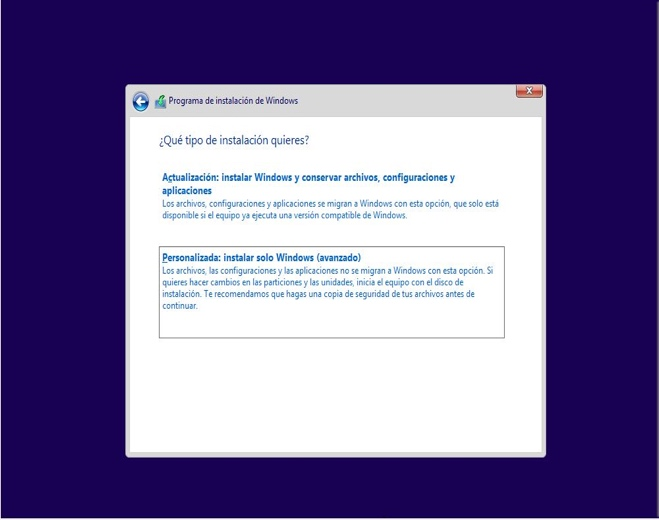 Programa de instalación de Windows
¿Qué tipo de instalación quieres?
Actualización: instalar Windows y conservar archivos, configuraciones y
aplicaciones
Los archivos, configuraciones y aplicaciones se migran a Windows con esta opción, que solo está
disponible si el equipo ya ejecuta una versión compatible de Windows.
Personalizada: instalar solo Windows (avanzado)
Los archivos, las configuraciones y las aplicaciones no se migran a Windows con esta opción. Si
quieres hacer cambios en las particiones y las unidades, inicia el equipo con el disco de
instalación. Te recomendamos que hagas una copia de seguridad de tus archivos antes de
continuar.